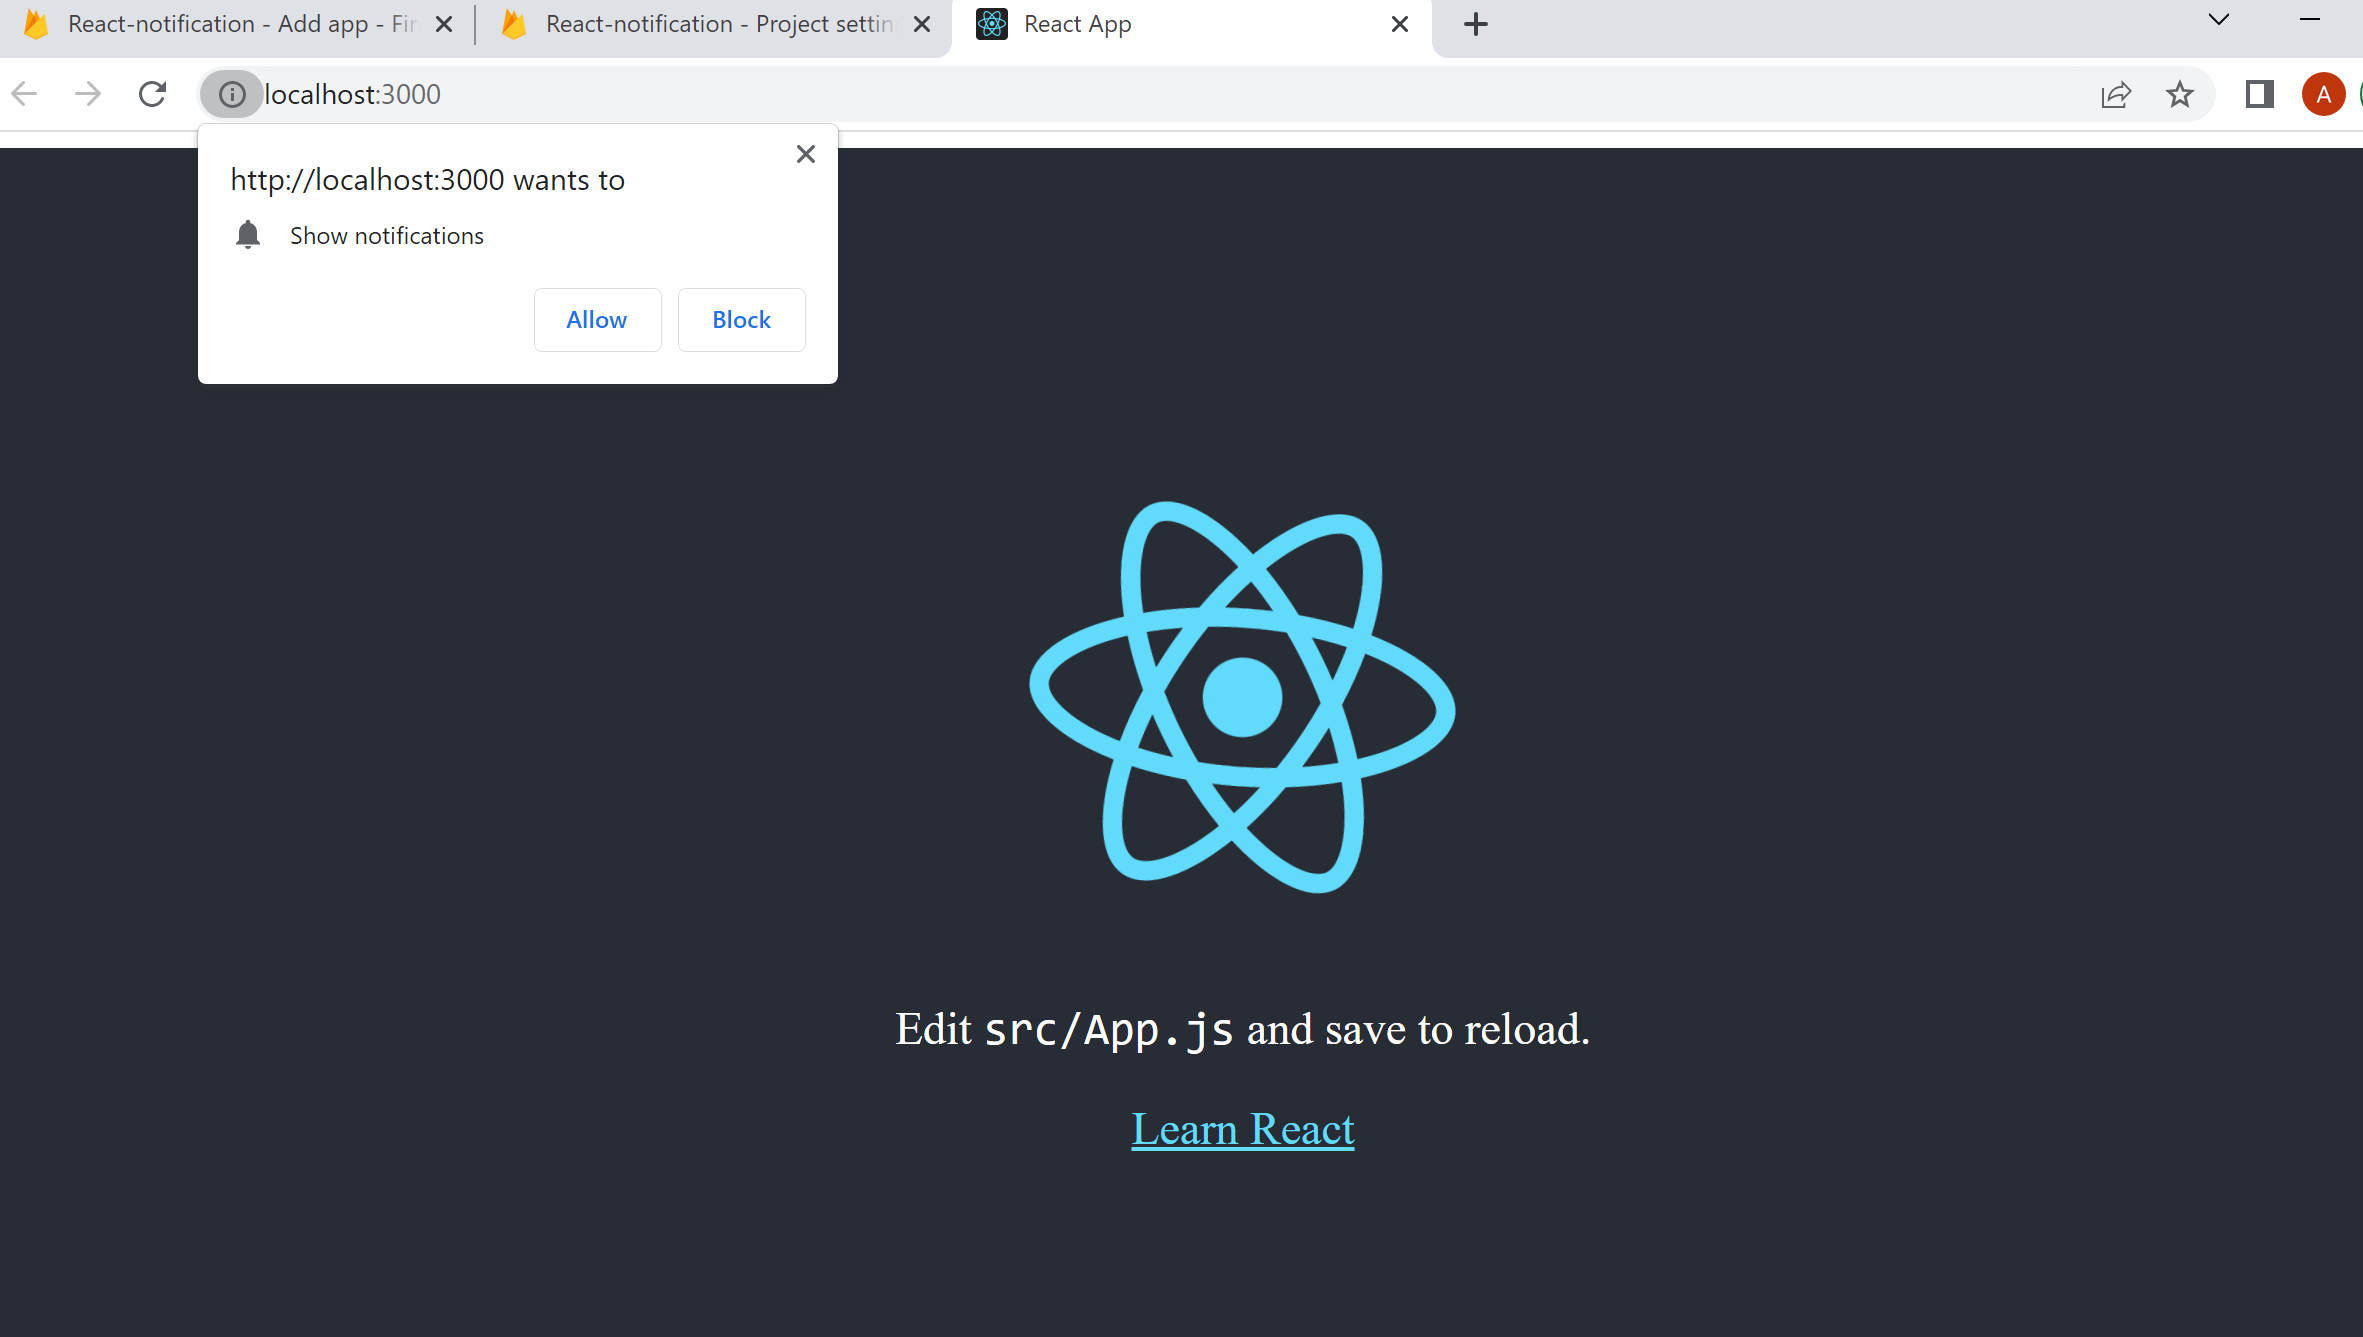 React-notification - Add app - Fir
React-notification - Project settin
React App
localhost:3000
A
http://localhost:3000 wants to
Show notifications
Allow
Block
Edit src/App.js and save to reload.
Learn React